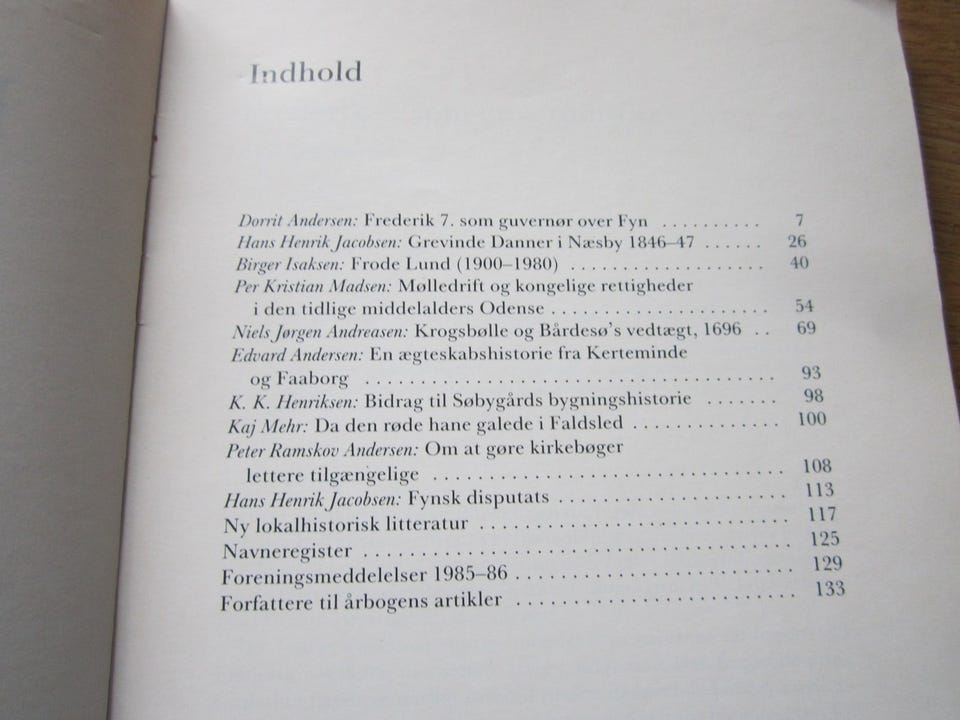 Indhold
Dorrit Andersen: Frederik 7. som guvernør over Fyn .......... 7
Hans Henrik Jacobsen: Grevinde Danner i Næsby 1846–47 ...... 26
Birger Isaksen: Frode Lund (1900–1980) .................... 40
Per Kristian Madsen: Mølledrift og kongelige rettigheder
i den tidlige middelalders Odense ...................... 54
Niels Jørgen Andreasen: Krogsbølle og Bårdesø's vedtægt, 1696 .. 69
Edvard Andersen: En ægteskabshistorie fra Kerteminde
og Faaborg ........................................ 93
K. K. Henriksen: Bidrag til Søbygårds bygningshistorie ....... 98
Kaj Mehr: Da den røde hane galede i Faldsled .............. 100
Peter Ramskov Andersen: Om at gøre kirkebøger
lettere tilgængelige .................................. 108
Hans Henrik Jacobsen: Fynsk disputats ...................... 113
Ny lokalhistorisk litteratur .............................. 117
Navneregister .......................................... 125
Foreningsmeddelelser 1985–86 ........................... 129
Forfattere til årbogens artikler .......................... 133